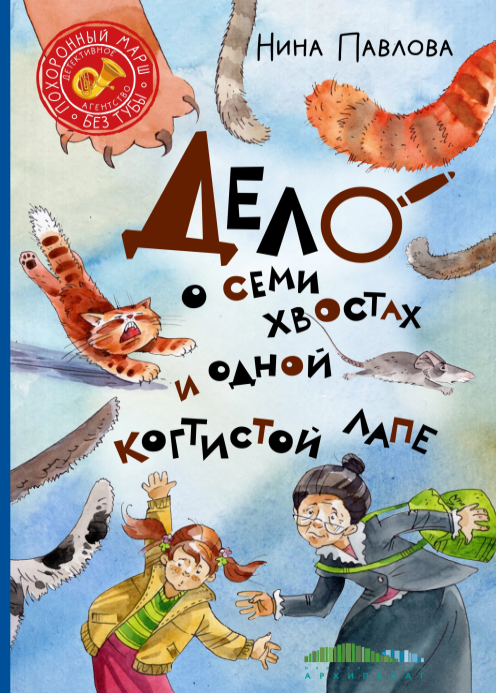 ПОХОРОННЫЙ МАРШ
ДЕТЕКТИВНОЕ
АГЕНТСТВО
БЕЗ ТУБЫ
НИНА ПАВЛОВА
ДЕЛО
О СЕМИ
ХВОСТАХ
И ОДНОЙ
КОГТИСТОЙ ЛАПЕ
АРХИПЕЛАГ